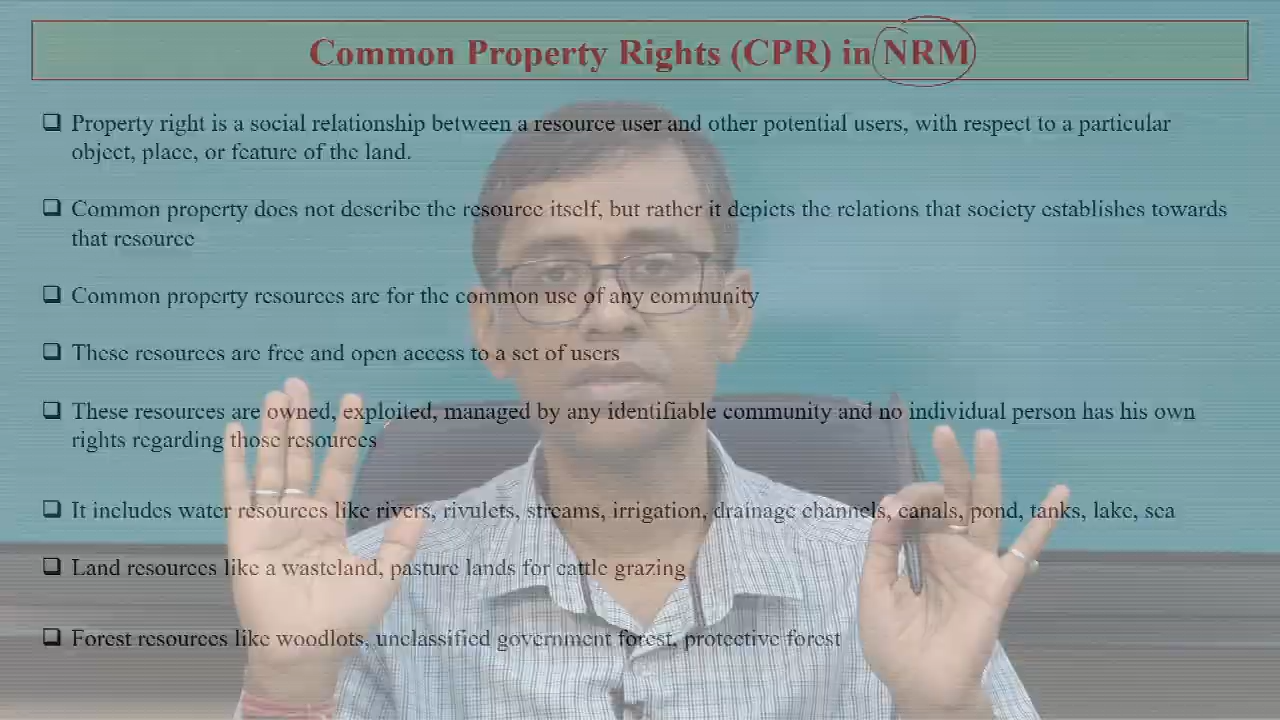 Common Property Rights (CPR) in NRM
❑ Property right is a social relationship between a resource user and other potential users, with respect to a particular
object, place, or feature of the land.
❑ Common property does not describe the resource itself, but rather it depicts the relations that society establishes towards
that resource
❑ Common property resources are for the common use of any community
❑ These resources are free and open access to a set of users
❑ These resources are owned, exploited, managed by any identifiable community and no individual person has his own
rights regarding those resources
❑ It includes water resources like rivers, rivulets, streams, irrigation, drainage channels, canals, pond, tanks, lake, sea
❑ Land resources like a wasteland, pasture lands for cattle grazing
❑ Forest resources like woodlots, unclassified government forest, protective forest